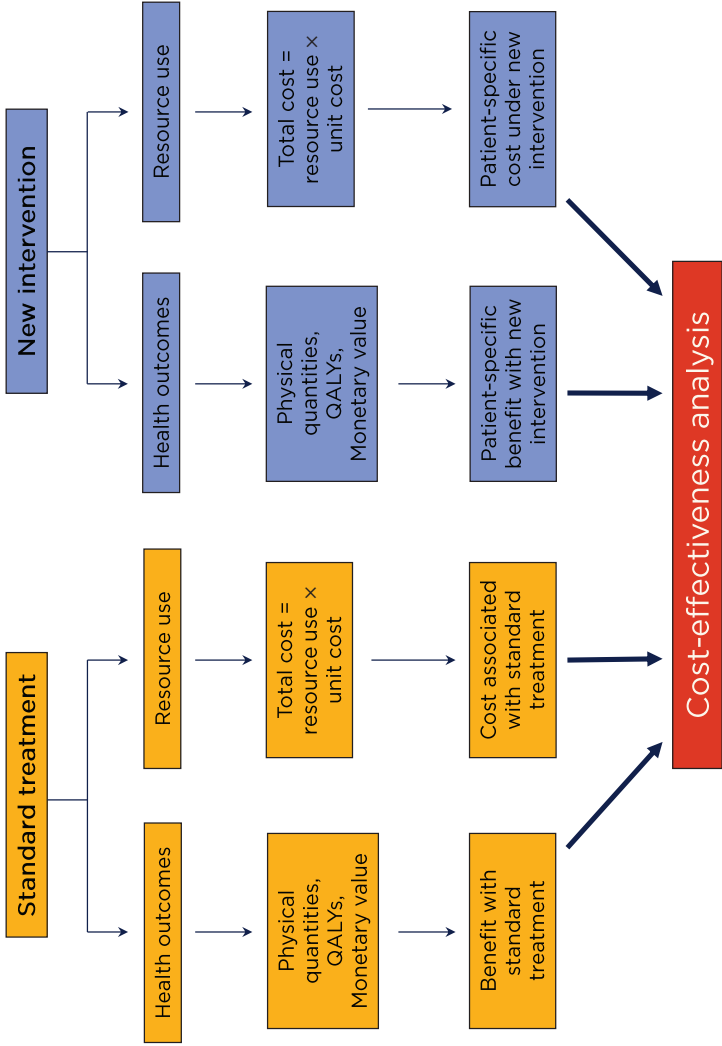 Standard treatment
New intervention
Health outcomes
Resource use
Health outcomes
Resource use
Physical
quantities,
QALYs,
Monetary value
Total cost =
resource use ×
unit cost
Physical
quantities,
QALYs,
Monetary value
Total cost =
resource use ×
unit cost
Benefit with
standard
treatment
Cost associated
with standard
treatment
Patient-specific
benefit with new
intervention
Patient-specific
cost under new
intervention
Cost-effectiveness analysis